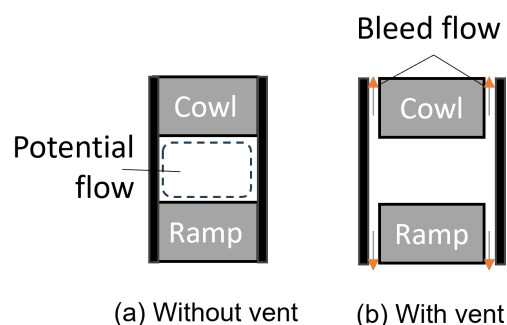 Bleed flow
Cowl
Cowl
Potential
flow
Ramp
Ramp
(a) Without vent
(b) With vent